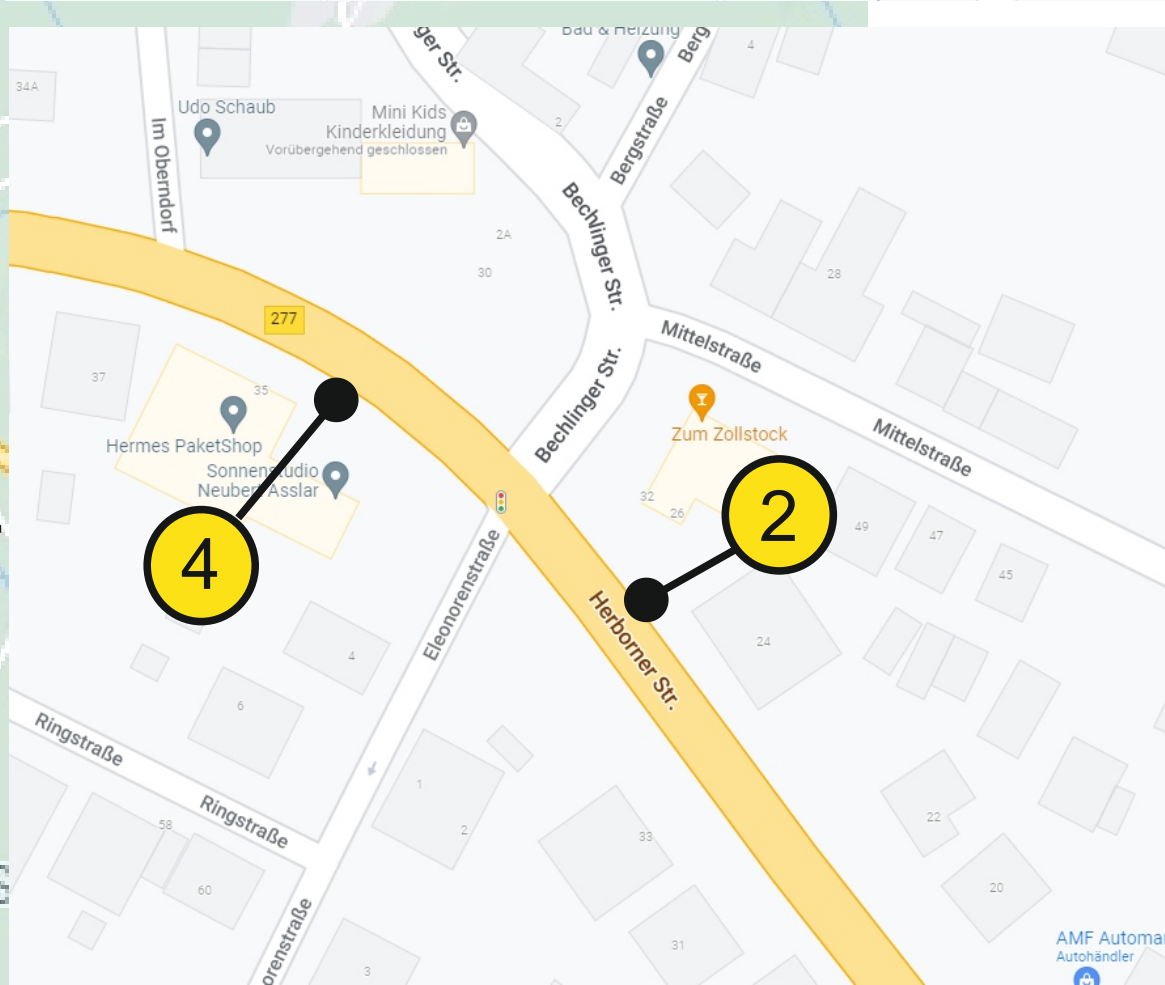 ger Str.
Bad & Heizung
Berg
4
34A
Udo Schaub
Mini Kids
Kinderkleidung
Vorübergehend geschlossen
2
Bergstraße
Im Oberndorf
Bechlinger Str.
2A
30
28
277
Mittelstraße
37
35
Bechlinger Str.
Hermes PaketShop
Zum Zollstock
Mittelstraße
Sonnenstudio
Neubert Asslar
32
26
2
49
47
45
4
Eleonorenstraße
Herborner Str.
24
4
6
Ringstraße
1
2
33
22
Ringstraße
58
60
20
31
orenstraße
3
AMF Automa
Autohändler